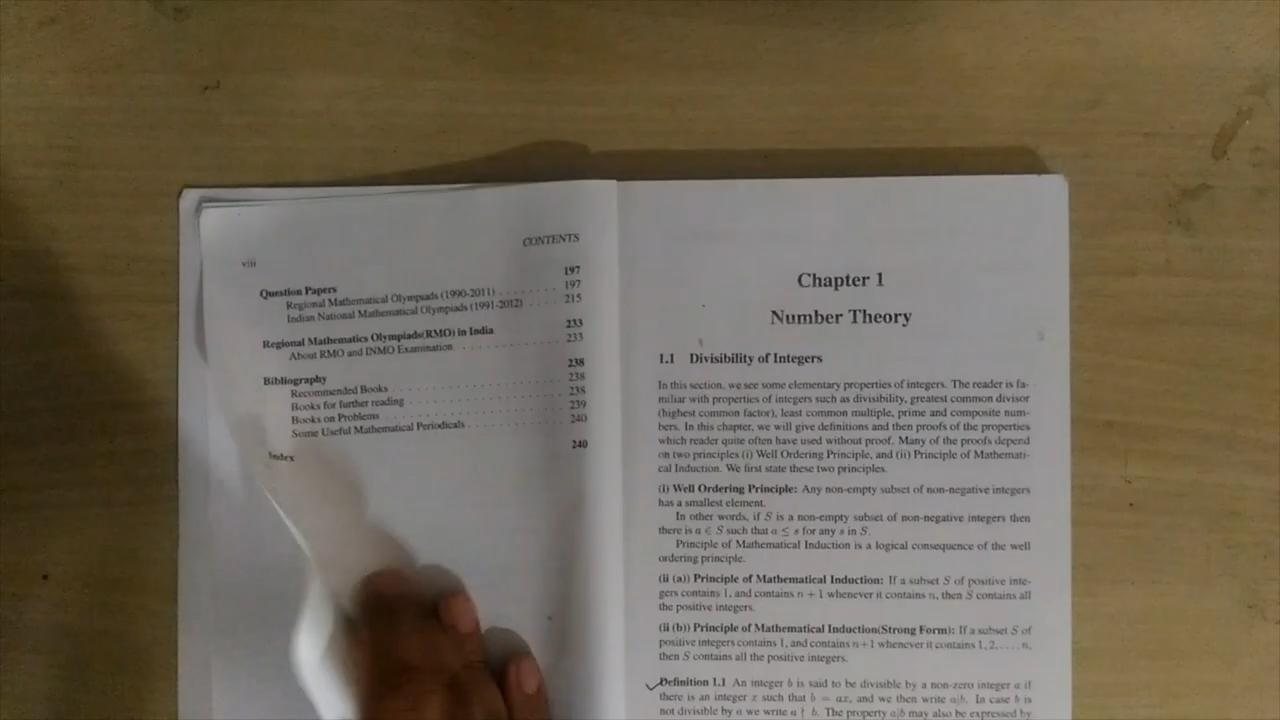 CONTENTS
viii
Question Papers 197
Regional Mathematical Olympiads (1990-2011) . . . . . . . . 197
Indian National Mathematical Olympiads (1991-2012) . . . . 215
Regional Mathematics Olympiads(RMO) in India 233
About RMO and INMO Examination . . . . . . . . . . . . . . 233
Bibliography 238
Recommended Books . . . . . . . . . . . . . . . . . . . . . . 238
Books for further reading . . . . . . . . . . . . . . . . . . . . 238
Books on Problems . . . . . . . . . . . . . . . . . . . . . . . 239
Some Useful Mathematical Periodicals . . . . . . . . . . . . . 240
Index 240
Chapter 1
Number Theory
1.1 Divisibility of Integers
In this section, we see some elementary properties of integers. The reader is fa-
miliar with properties of integers such as divisibility, greatest common divisor
(highest common factor), least common multiple, prime and composite num-
bers. In this chapter, we will give definitions and then proofs of the properties
which reader quite often have used without proof. Many of the proofs depend
on two principles (i) Well Ordering Principle, and (ii) Principle of Mathemati-
cal Induction. We first state these two principles.
(i) Well Ordering Principle: Any non-empty subset of non-negative integers
has a smallest element.
In other words, if S is a non-empty subset of non-negative integers then
there is a ∈ S such that a ≤ s for any s in S.
Principle of Mathematical Induction is a logical consequence of the well
ordering principle.
(ii (a)) Principle of Mathematical Induction: If a subset S of positive inte-
gers contains 1, and contains n + 1 whenever it contains n, then S contains all
the positive integers.
(ii (b)) Principle of Mathematical Induction(Strong Form): If a subset S of
positive integers contains 1, and contains n+1 whenever it contains 1, 2, . . . , n,
then S contains all the positive integers.
Definition 1.1 An integer b is said to be divisible by a non-zero integer a if
there is an integer x such that b = ax, and we then write a|b. In case b is
not divisible by a we write a ∤ b. The property a|b may also be expressed by